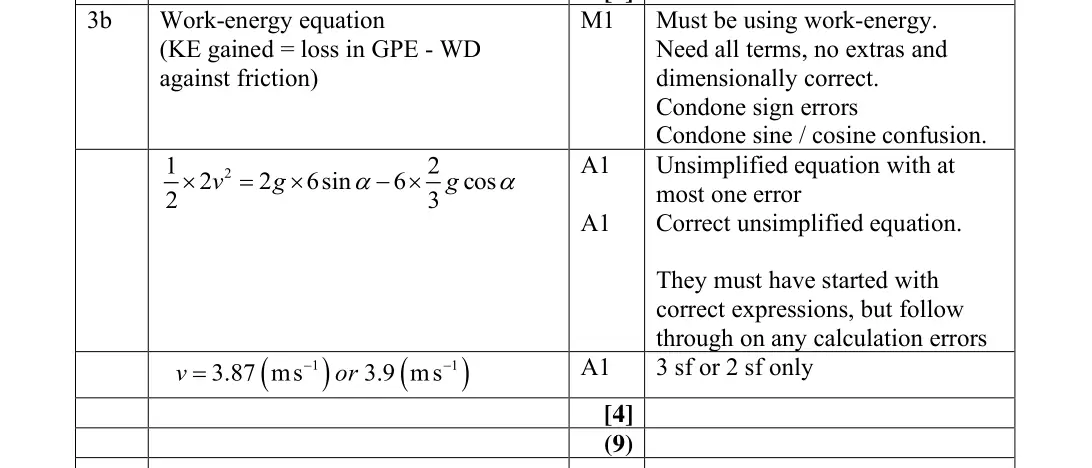 3b Work-energy equation M1 Must be using work-energy.
(KE gained = loss in GPE - WD Need all terms, no extras and
against friction) dimensionally correct.
Condone sign errors
Condone sine / cosine confusion.
1/2 × 2v² = 2g × 6 sin α − 6 × 2/3 g cos α A1 Unsimplified equation with at
most one error
A1 Correct unsimplified equation.
They must have started with
correct expressions, but follow
through on any calculation errors
v = 3.87 (m s⁻¹) or 3.9 (m s⁻¹) A1 3 sf or 2 sf only
[4]
(9)